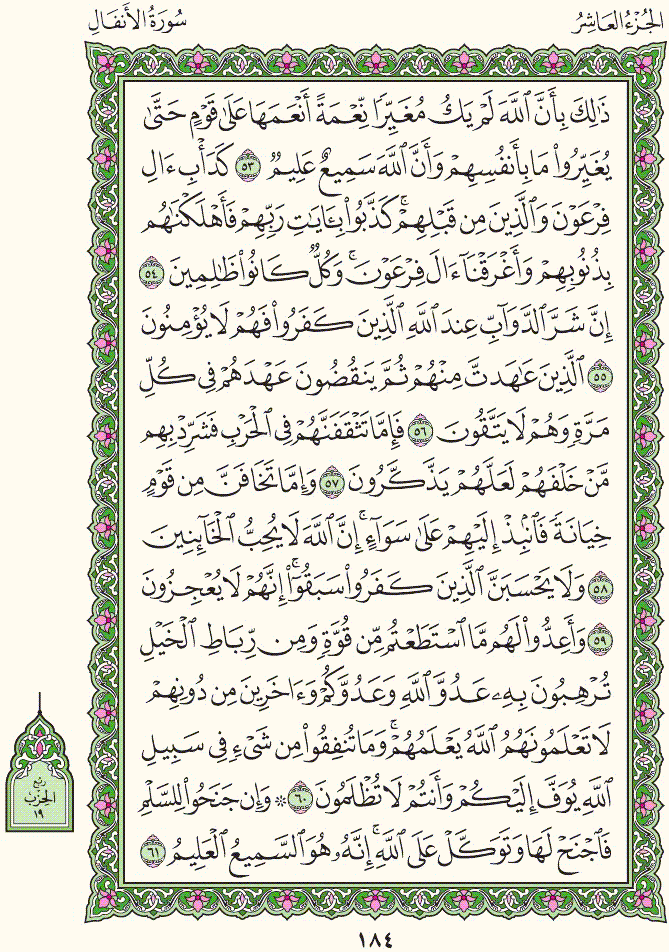 الجُزْءُ العَاشِرُ
سُورَةُ الأَنفَالِ
ذَٰلِكَ بِأَنَّ ٱللَّهَ لَمْ يَكُ مُغَيِّرًا نِّعْمَةً أَنْعَمَهَا عَلَىٰ قَوْمٍ حَتَّىٰ
يُغَيِّرُوا۟ مَا بِأَنفُسِهِمْ وَأَنَّ ٱللَّهَ سَمِيعٌ عَلِيمٌ ٥٣ كَدَأْبِ ءَالِ
فِرْعَوْنَ وَٱلَّذِينَ مِن قَبْلِهِمْ ۚ كَذَّبُوا۟ بِـَٔايَـٰتِ رَبِّهِمْ فَأَهْلَكْنَـٰهُم
بِذُنُوبِهِمْ وَأَغْرَقْنَآ ءَالَ فِرْعَوْنَ ۚ وَكُلٌّ كَانُوا۟ ظَـٰلِمِينَ ٥٤
إِنَّ شَرَّ ٱلدَّوَآبِّ عِندَ ٱللَّهِ ٱلَّذِينَ كَفَرُوا۟ فَهُمْ لَا يُؤْمِنُونَ
٥٥ ٱلَّذِينَ عَـٰهَدتَّ مِنْهُمْ ثُمَّ يَنقُضُونَ عَهْدَهُمْ فِى كُلِّ
مَرَّةٍ وَهُمْ لَا يَتَّقُونَ ٥٦ فَإِمَّا تَثْقَفَنَّهُمْ فِى ٱلْحَرْبِ فَشَرِّدْ بِهِم
مَّنْ خَلْفَهُمْ لَعَلَّهُمْ يَذَّكَّرُونَ ٥٧ وَإِمَّا تَخَافَنَّ مِن قَوْمٍ
خِيَانَةً فَٱنۢبِذْ إِلَيْهِمْ عَلَىٰ سَوَآءٍ ۚ إِنَّ ٱللَّهَ لَا يُحِبُّ ٱلْخَآئِنِينَ
٥٨ وَلَا يَحْسَبَنَّ ٱلَّذِينَ كَفَرُوا۟ سَبَقُوٓا۟ ۚ إِنَّهُمْ لَا يُعْجِزُونَ
٥٩ وَأَعِدُّوا۟ لَهُم مَّا ٱسْتَطَعْتُم مِّن قُوَّةٍ وَمِن رِّبَاطِ ٱلْخَيْلِ
تُرْهِبُونَ بِهِۦ عَدُوَّ ٱللَّهِ وَعَدُوَّكُمْ وَءَاخَرِينَ مِن دُونِهِمْ
لَا تَعْلَمُونَهُمُ ٱللَّهُ يَعْلَمُهُمْ ۚ وَمَا تُنفِقُوا۟ مِن شَىْءٍ فِى سَبِيلِ
ٱللَّهِ يُوَفَّ إِلَيْكُمْ وَأَنتُمْ لَا تُظْلَمُونَ ٦٠ ۞ وَإِن جَنَحُوا۟ لِلسَّلْمِ
فَٱجْنَحْ لَهَا وَتَوَكَّلْ عَلَى ٱللَّهِ ۚ إِنَّهُۥ هُوَ ٱلسَّمِيعُ ٱلْعَلِيمُ ٦١
ربع
الحزب
١٩
١٨٤